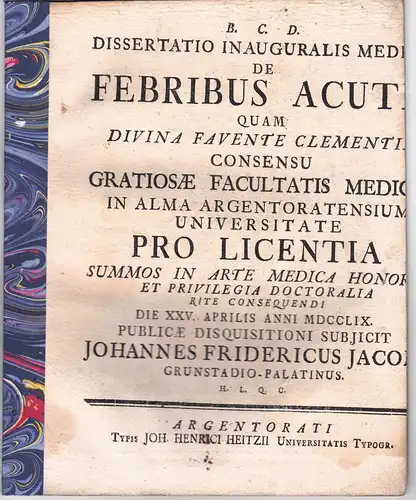 B. C. D.
DISSERTATIO INAUGURALIS MEDI
DE
FEBRIBUS ACUTI
QUAM
DIVINA FAVENTE CLEMENTI
CONSENSU
GRATIOSÆ FACULTATIS MEDIC
IN ALMA ARGENTORATENSIUM
UNIVERSITATE
PRO LICENTIA
SUMMOS IN ARTE MEDICA HONOR
ET PRIVILEGIA DOCTORALIA
RITE CONSEQUENDI
DIE XXV. APRILIS ANNI MDCCLIX.
PUBLICÆ DISQUISITIONI SUBJICIT
JOHANNES FRIDERICUS JACO
GRUNSTADIO-PALATINUS.
H. L. Q. C.
ARGENTORATI
TYPIS JOH. HENRICI HEITZII UNIVERSITATIS TYPOGR.